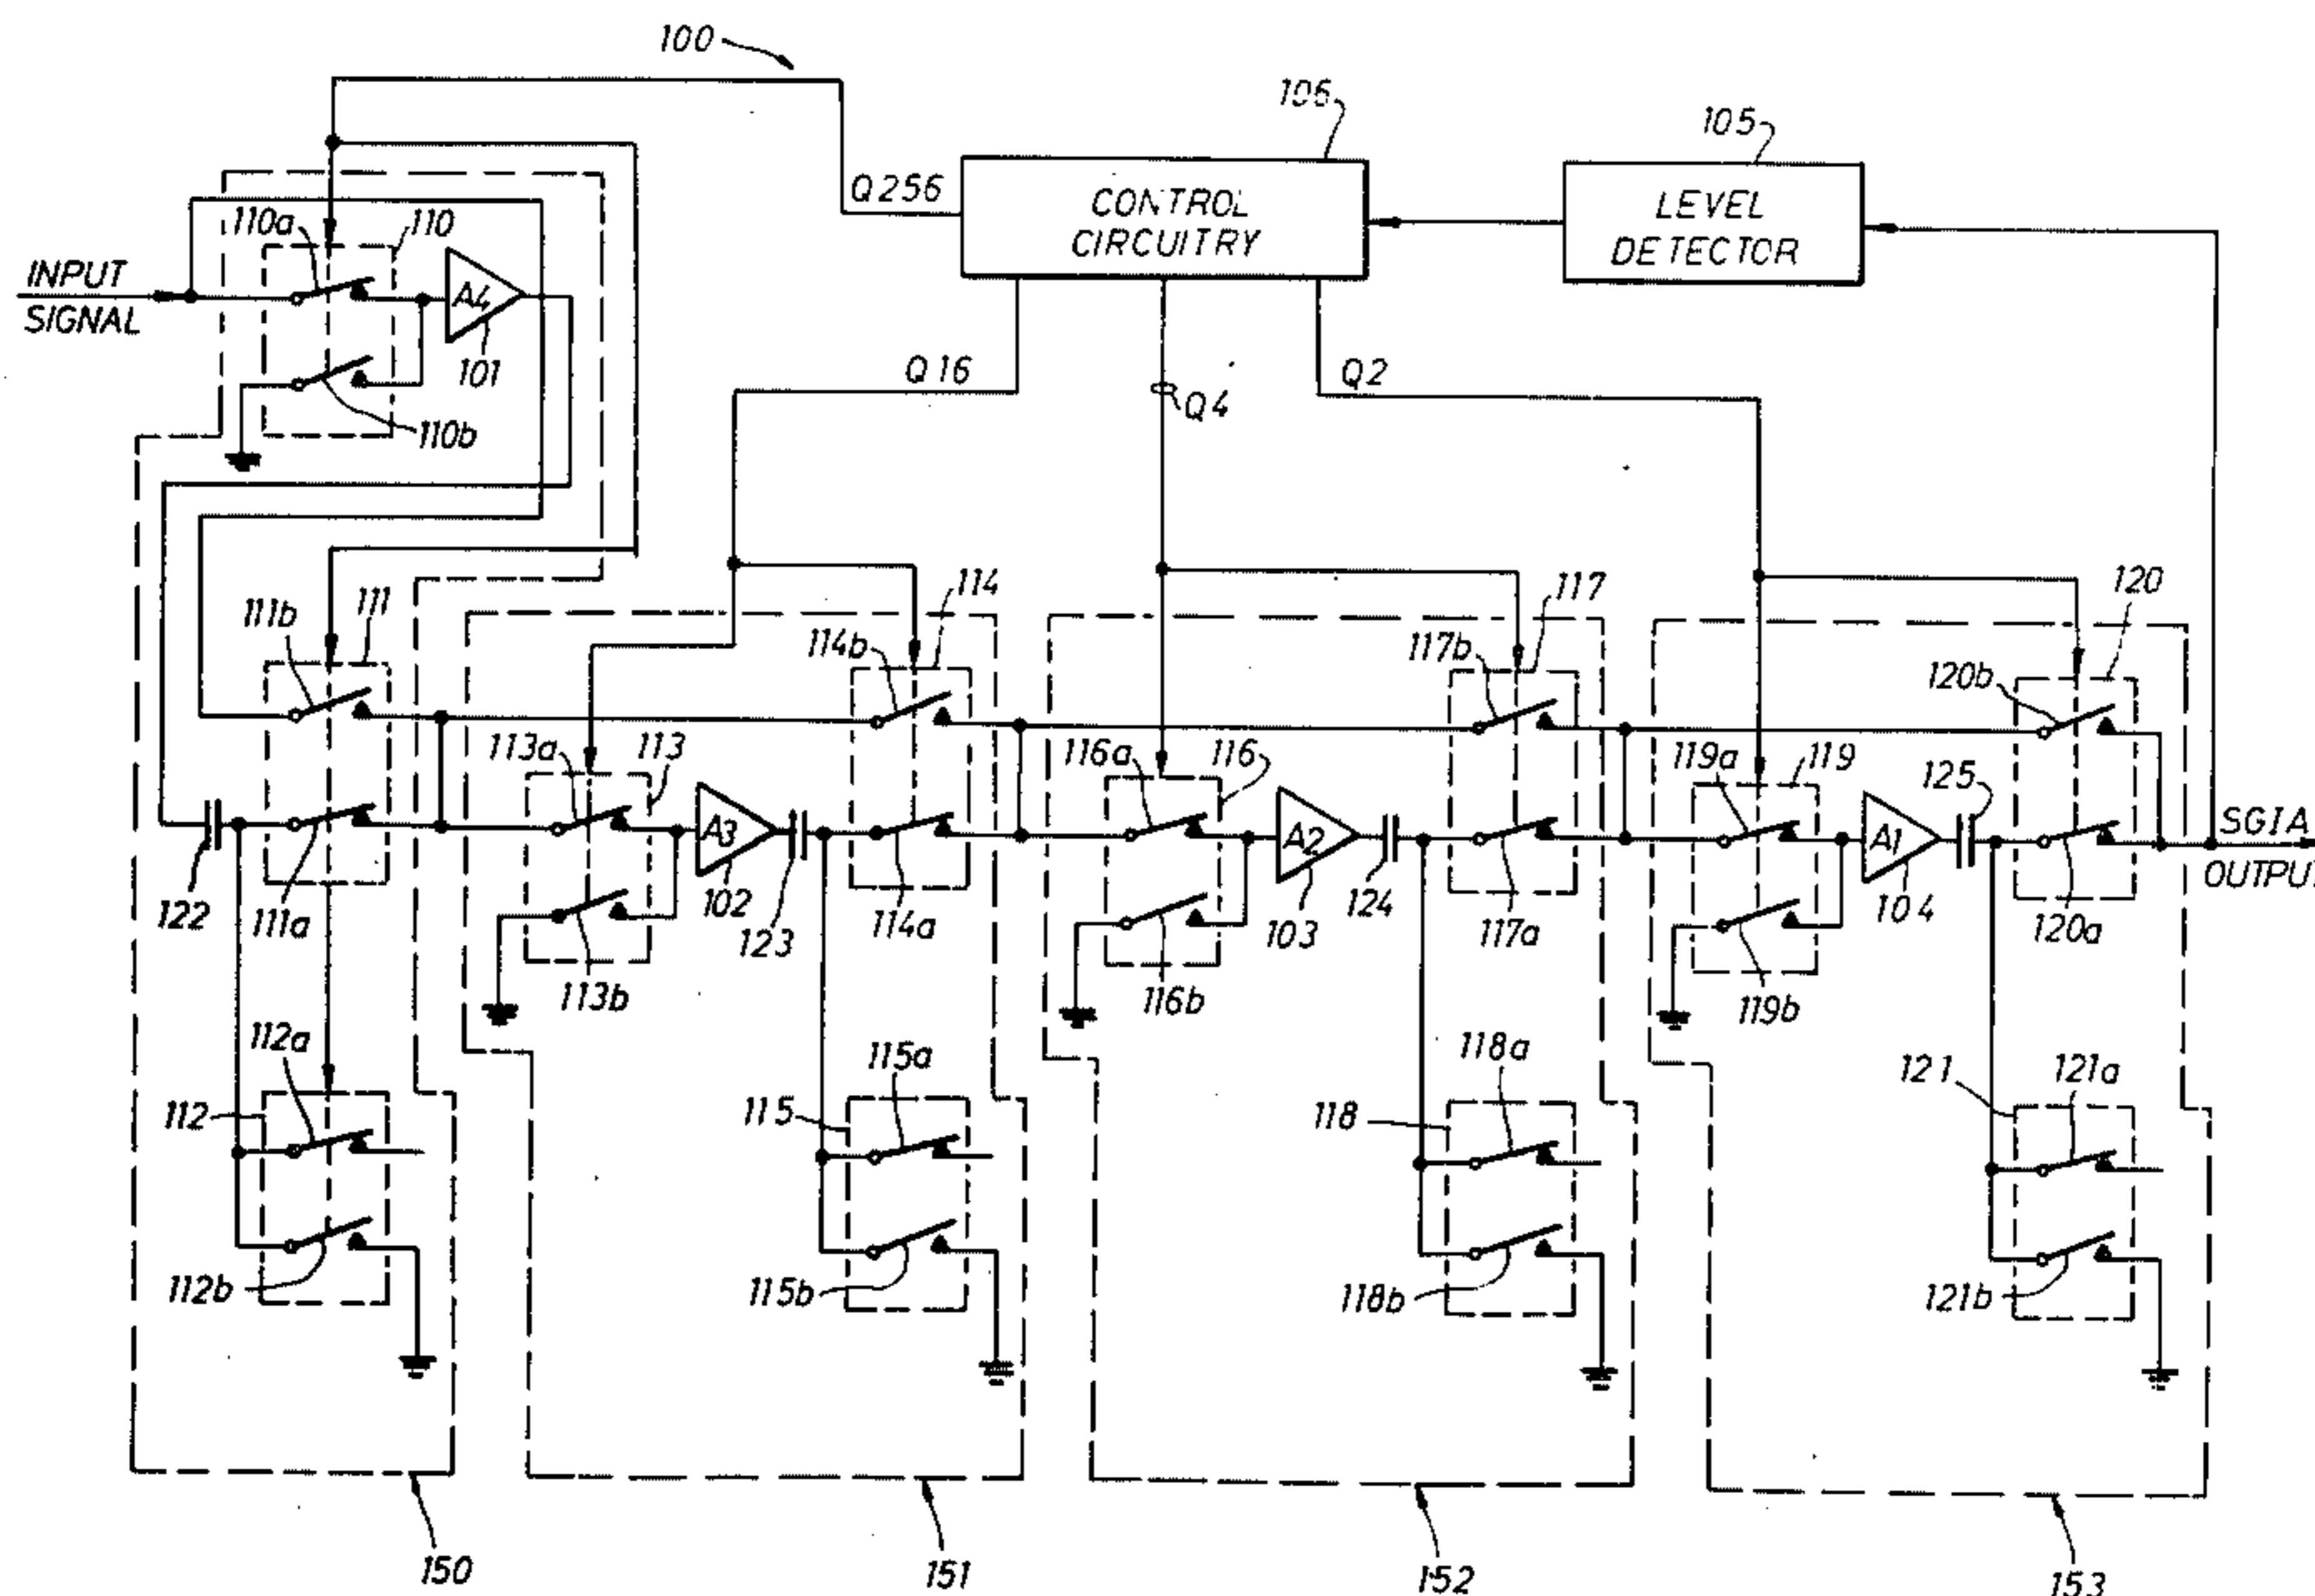 100
106
105
CONTROL
CIRCUITRY
LEVEL
DETECTOR
Q256
Q16
Q4
Q2
INPUT
SIGNAL
110a
110
A4
101
110b
111b
111
114
114b
117
117b
120
120b
113a
113
116a
116
119a
119
125
A3
A2
A1
SGIA
OUTPUT
122
111a
102
123
114a
103
124
117a
104
120a
113b
116b
119b
112a
112
115a
115
118a
118
121
121a
112b
115b
118b
121b
150
151
152
153